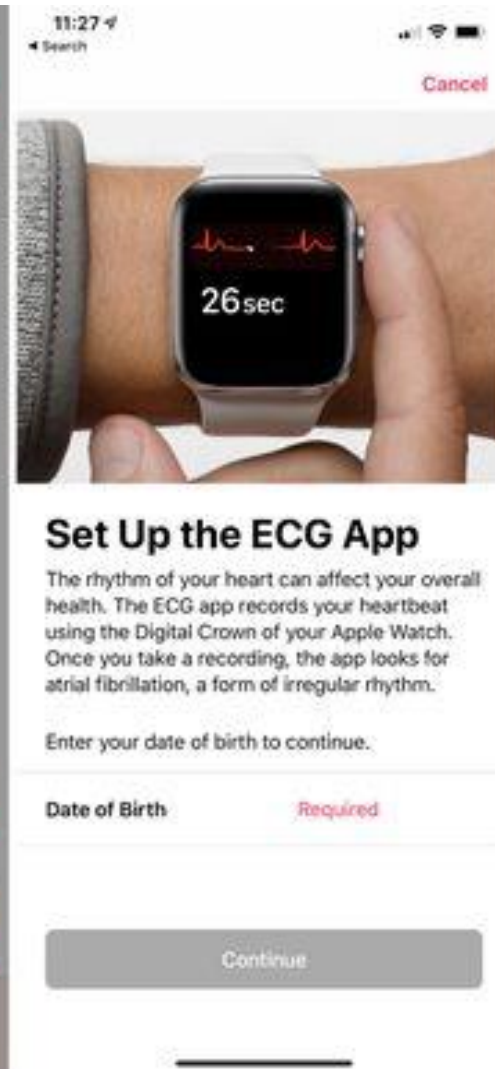 11:27
◀ Search
Cancel
26 sec
Set Up the ECG App
The rhythm of your heart can affect your overall
health. The ECG app records your heartbeat
using the Digital Crown of your Apple Watch.
Once you take a recording, the app looks for
atrial fibrillation, a form of irregular rhythm.
Enter your date of birth to continue.
Date of Birth Required
Continue